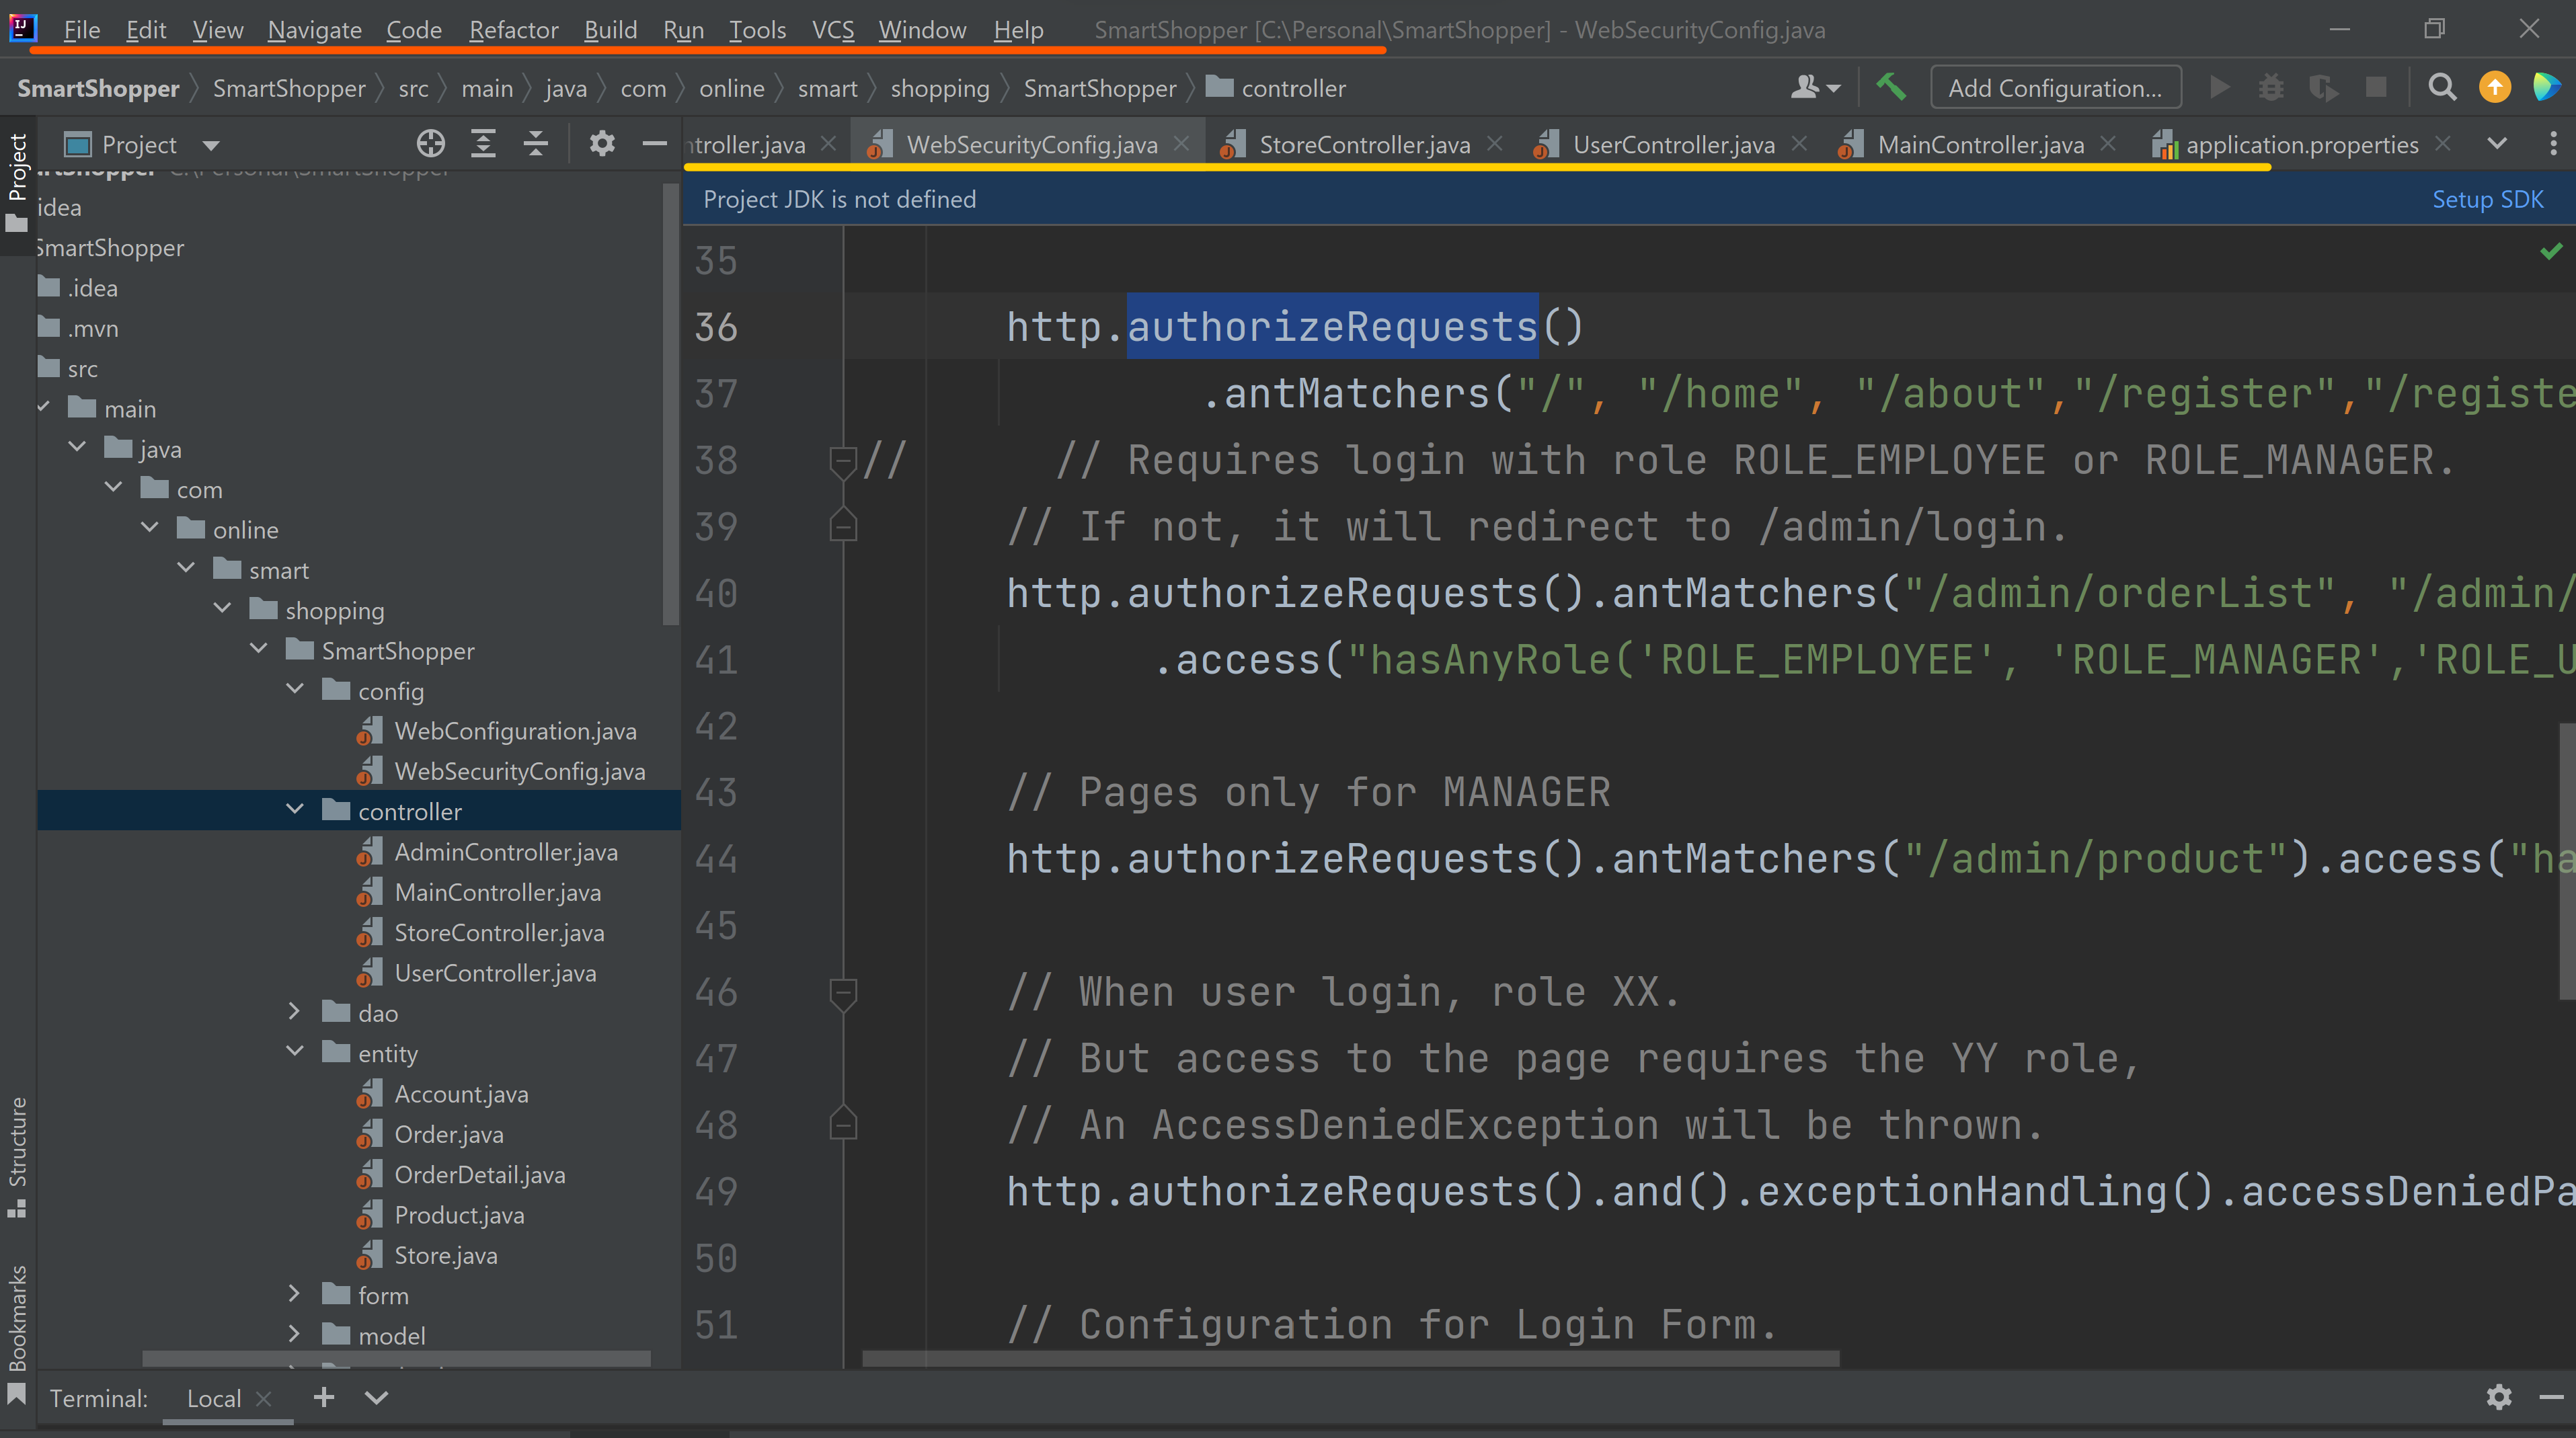 File Edit View Navigate Code Refactor Build Run Tools VCS Window Help SmartShopper [C:\Personal\SmartShopper] - WebSecurityConfig.java
SmartShopper SmartShopper src main java com online smart shopping SmartShopper controller Add Configuration...
Project
Project
ntroller.java WebSecurityConfig.java StoreController.java UserController.java MainController.java application.properties
Project JDK is not defined Setup SDK
idea
SmartShopper
.idea
.mvn
src
main
java
com
online
smart
shopping
SmartShopper
config
WebConfiguration.java
WebSecurityConfig.java
controller
AdminController.java
MainController.java
StoreController.java
UserController.java
dao
entity
Account.java
Order.java
OrderDetail.java
Product.java
Store.java
form
model
Structure
Bookmarks
35
36 http.authorizeRequests()
37 .antMatchers("/", "/home", "/about","/register","/registe
38 // // Requires login with role ROLE_EMPLOYEE or ROLE_MANAGER.
39 // If not, it will redirect to /admin/login.
40 http.authorizeRequests().antMatchers("/admin/orderList", "/admin/
41 .access("hasAnyRole('ROLE_EMPLOYEE', 'ROLE_MANAGER','ROLE_U
42
43 // Pages only for MANAGER
44 http.authorizeRequests().antMatchers("/admin/product").access("ha
45
46 // When user login, role XX.
47 // But access to the page requires the YY role,
48 // An AccessDeniedException will be thrown.
49 http.authorizeRequests().and().exceptionHandling().accessDeniedPa
50
51 // Configuration for Login Form.
Terminal: Local